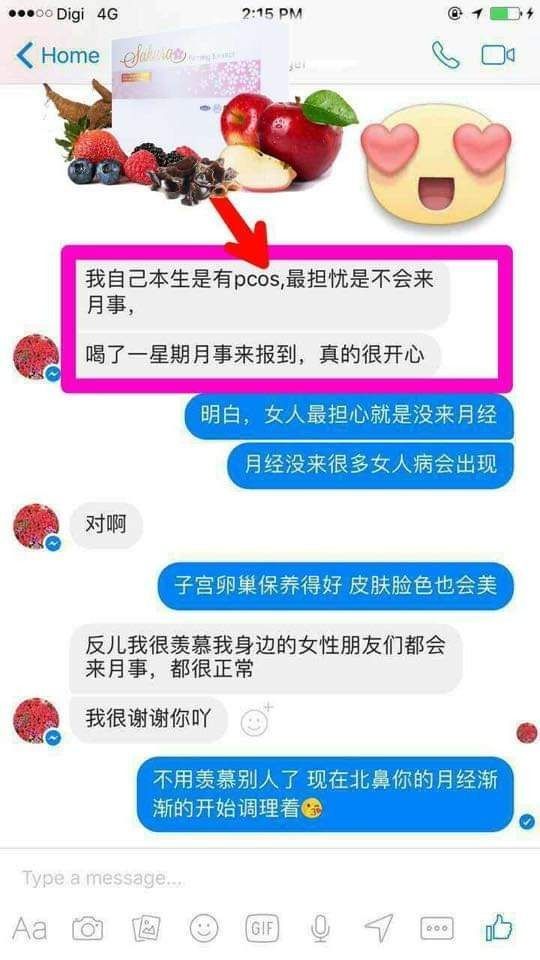 Digi 4G
2:15 PM
Home
Sakura
我自己本生是有pcos,最担忧是不会来
月事，
喝了一星期月事来报到，真的很开心
明白，女人最担心就是没来月经
月经没来很多女人病会出现
对啊
子宫卵巢保养得好 皮肤脸色也会美
反儿我很羡慕我身边的女性朋友们都会
来月事，都很正常
我很谢谢你吖
不用羡慕别人了 现在北鼻你的月经渐
渐的开始调理着😘
Type a message...
Aa
GIF